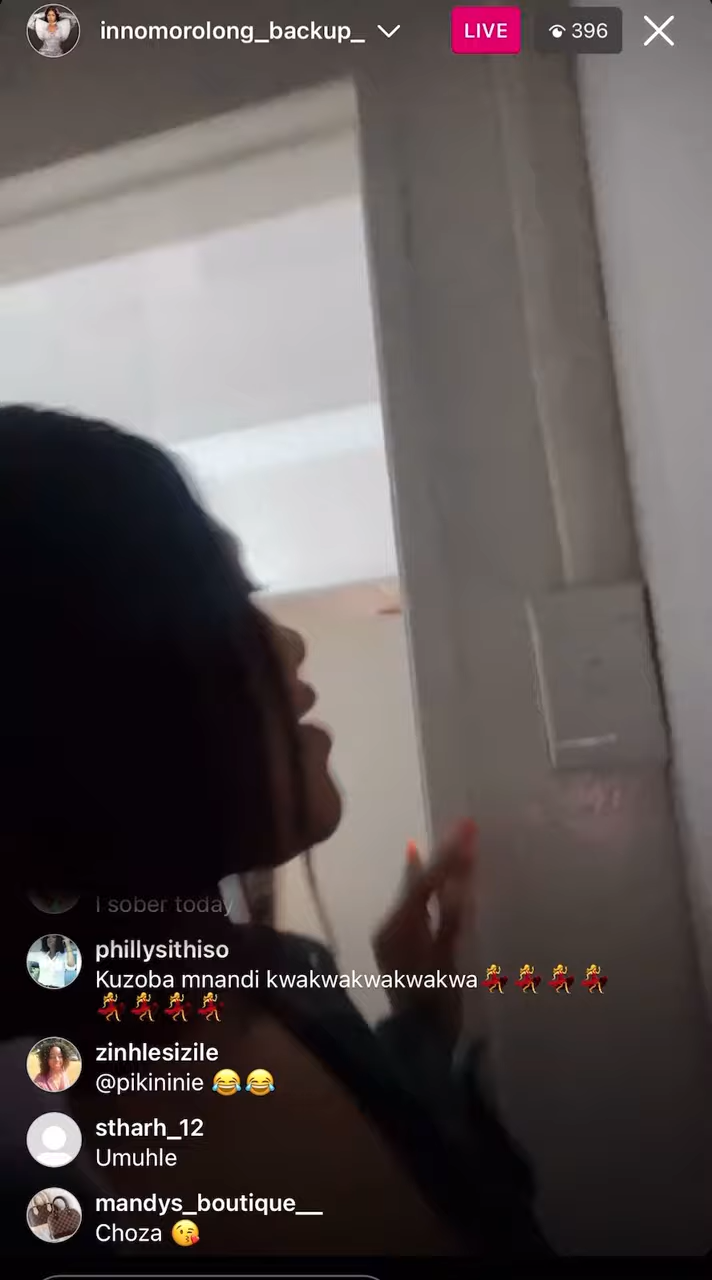 innomorolong_backup_
LIVE
396
I sober today
phillysithiso
Kuzoba mnandi kwakwakwakwakwa💃💃💃💃
💃💃💃💃
zinhlesizile
@pikininie 😂😂
stharh_12
Umuhle
mandys_boutique__
Choza 😘